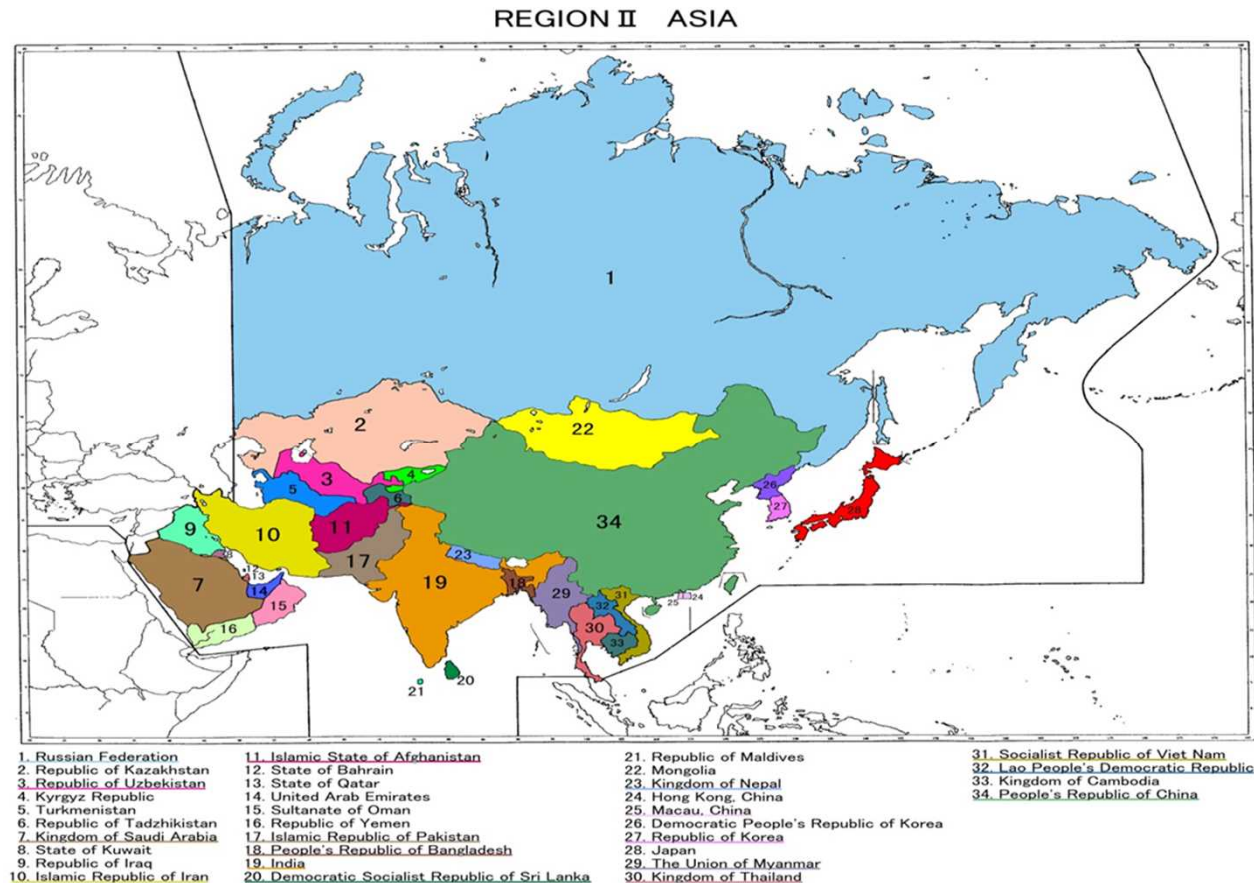 REGION II ASIA
1
2
22
3
4
5
6
26
27
28
34
9
10
11
17
8
12
13
23
7
14
19
18
15
29
31
24
25
32
16
30
33
20
21
1. Russian Federation
2. Republic of Kazakhstan
3. Republic of Uzbekistan
4. Kyrgyz Republic
5. Turkmenistan
6. Republic of Tadzhikistan
7. Kingdom of Saudi Arabia
8. State of Kuwait
9. Republic of Iraq
10. Islamic Republic of Iran
11. Islamic State of Afghanistan
12. State of Bahrain
13. State of Qatar
14. United Arab Emirates
15. Sultanate of Oman
16. Republic of Yemen
17. Islamic Republic of Pakistan
18. People's Republic of Bangladesh
19. India
20. Democratic Socialist Republic of Sri Lanka
21. Republic of Maldives
22. Mongolia
23. Kingdom of Nepal
24. Hong Kong, China
25. Macau, China
26. Democratic People's Republic of Korea
27. Republic of Korea
28. Japan
29. The Union of Myanmar
30. Kingdom of Thailand
31. Socialist Republic of Viet Nam
32. Lao People's Democratic Republic
33. Kingdom of Cambodia
34. People's Republic of China